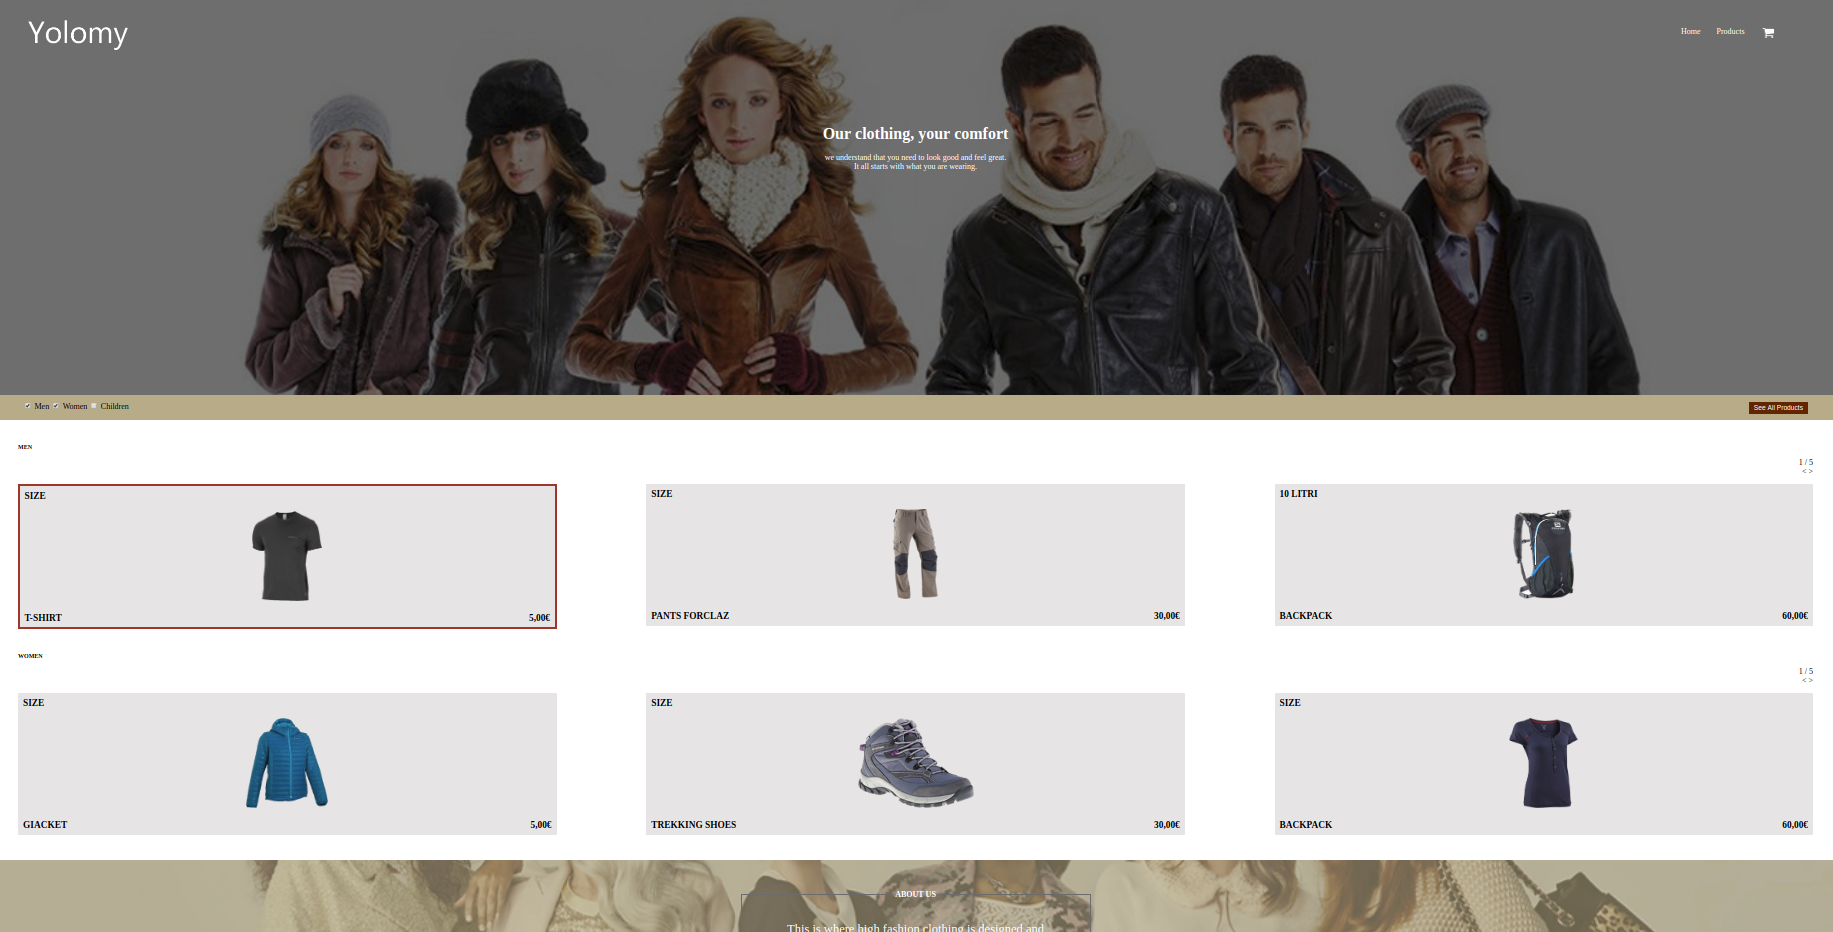 Yolomy
Home Products
Our clothing, your comfort
we understand that you need to look good and feel great.
It all starts with what you are wearing.
Men Women Children
See All Products
MEN
1 / 5
< >
SIZE
T-SHIRT 5,00€
SIZE
PANTS FORCLAZ 30,00€
10 LITRI
BACKPACK 60,00€
WOMEN
1 / 5
< >
SIZE
GIACKET 5,00€
SIZE
TREKKING SHOES 30,00€
SIZE
BACKPACK 60,00€
ABOUT US
This is where high fashion clothing is designed and